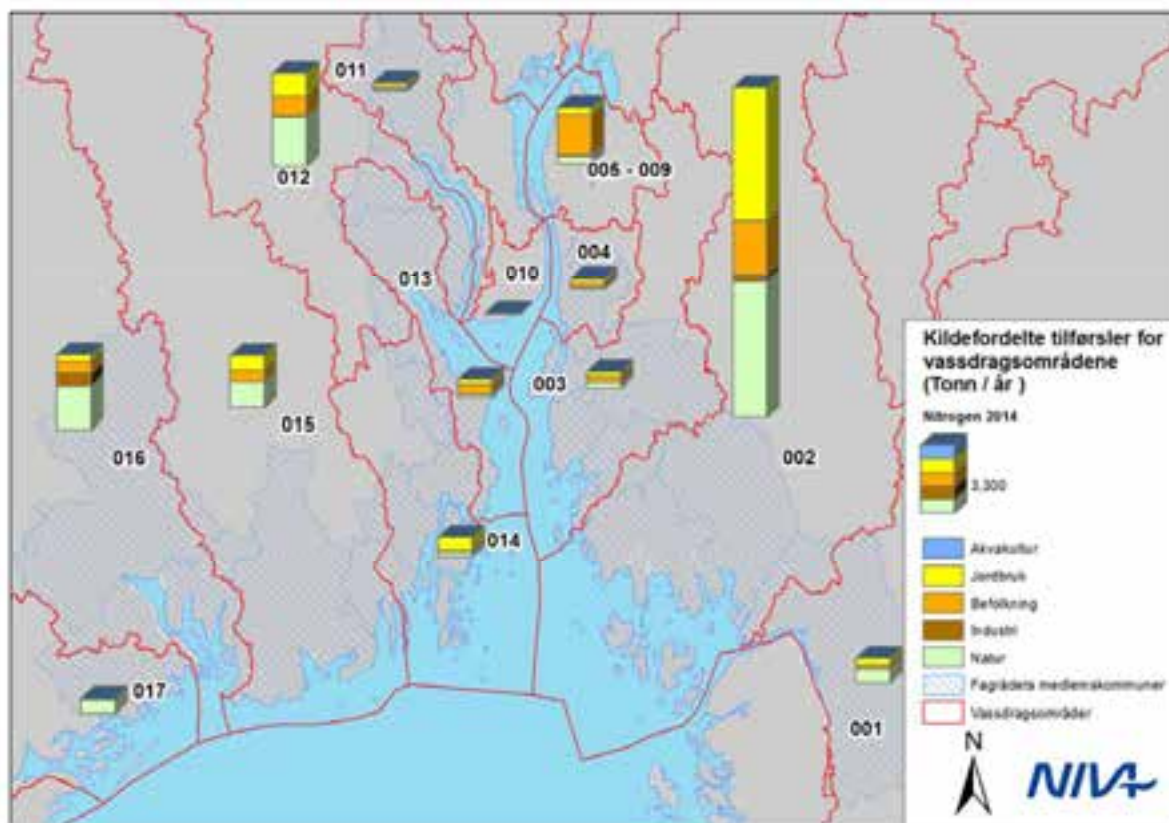 011
012
005 - 009
004
010
013
003
016
015
002
014
017
001
Kildefordelte tilførsler for
vassdragsområdene
(Tonn / år )
Nitrogen 2014
3,300
Akvakultur
Jordbruk
Befolkning
Industri
Natur
Fagrådets medlemskommuner
Vassdragsområder
N
NIVA